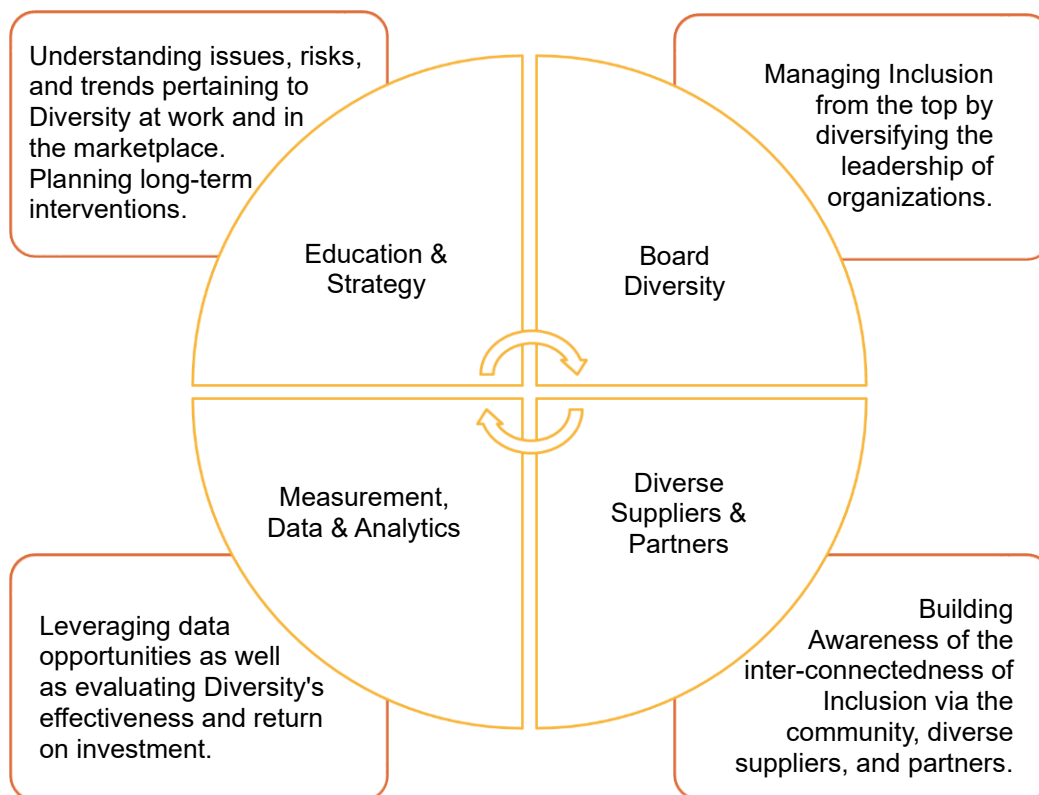 Understanding issues, risks,
and trends pertaining to
Diversity at work and in
the marketplace.
Planning long-term
interventions.
Managing Inclusion
from the top by
diversifying the
leadership of
organizations.
Education &
Strategy
Board
Diversity
Measurement,
Data & Analytics
Diverse
Suppliers &
Partners
Leveraging data
opportunities as well
as evaluating Diversity's
effectiveness and return
on investment.
Building
Awareness of the
inter-connectedness of
Inclusion via the
community, diverse
suppliers, and partners.